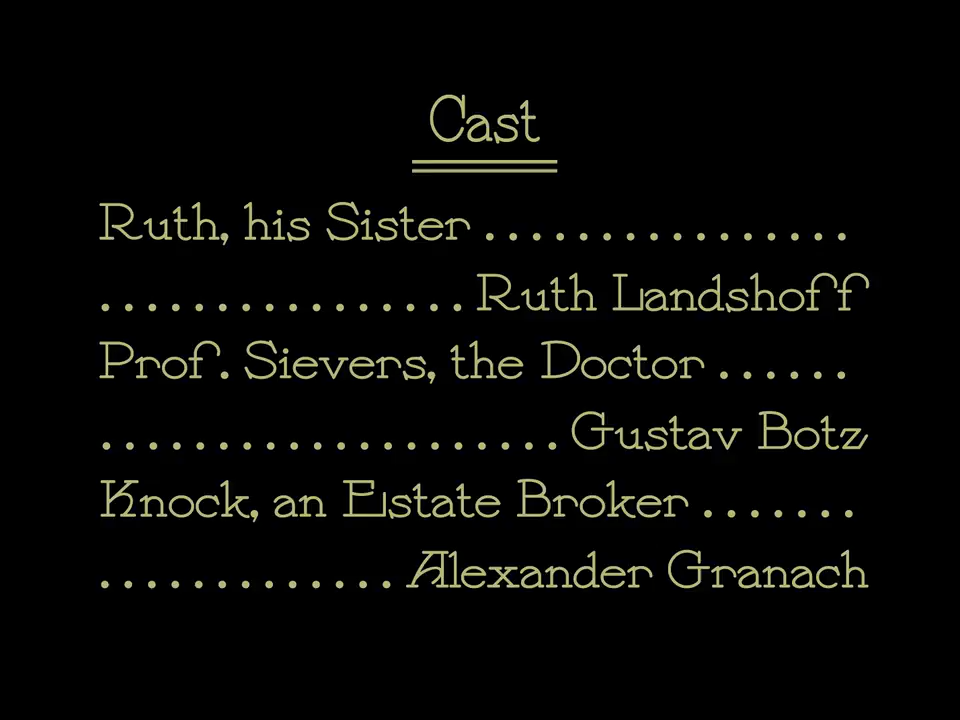 Cast
Ruth, his Sister . . . . . . . . . . . . . . . .
. . . . . . . . . . . . . . . . Ruth Landshoff
Prof. Sievers, the Doctor . . . . . .
. . . . . . . . . . . . . . . . . . . . Gustav Botz
Knock, an Estate Broker . . . . . . .
. . . . . . . . . . . . . Alexander Granach